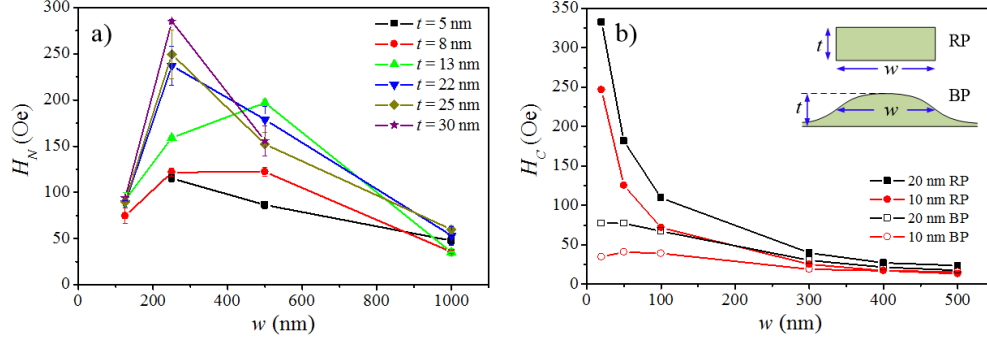 a)
H_N (Oe)
300
250
200
150
100
50
0
0 200 400 600 800 1000
w (nm)
t = 5 nm
t = 8 nm
t = 13 nm
t = 22 nm
t = 25 nm
t = 30 nm
b)
H_C (Oe)
350
300
250
200
150
100
50
0
0 100 200 300 400 500
w (nm)
t
RP
w
BP
t
w
20 nm RP
10 nm RP
20 nm BP
10 nm BP